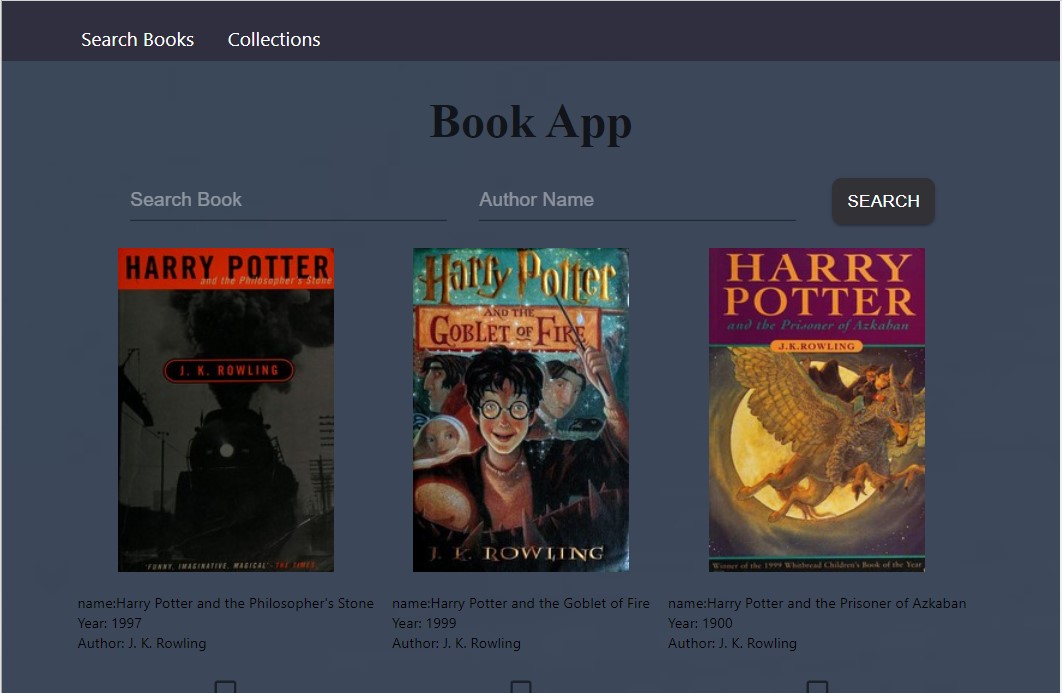 Search Books
Collections
Book App
Search Book
Author Name
SEARCH
HARRY POTTER
and the Philosopher's Stone
J. K. ROWLING
'FUNNY, IMAGINATIVE, MAGICAL' - THE TIMES
Harry Potter
AND THE
GOBLET OF FIRE
J. K. ROWLING
HARRY
POTTER
and the Prisoner of Azkaban
J.K.ROWLING
Winner of the 1999 Whitbread Children's Book of the Year
name:Harry Potter and the Philosopher's Stone
Year: 1997
Author: J. K. Rowling
name:Harry Potter and the Goblet of Fire
Year: 1999
Author: J. K. Rowling
name:Harry Potter and the Prisoner of Azkaban
Year: 1900
Author: J. K. Rowling